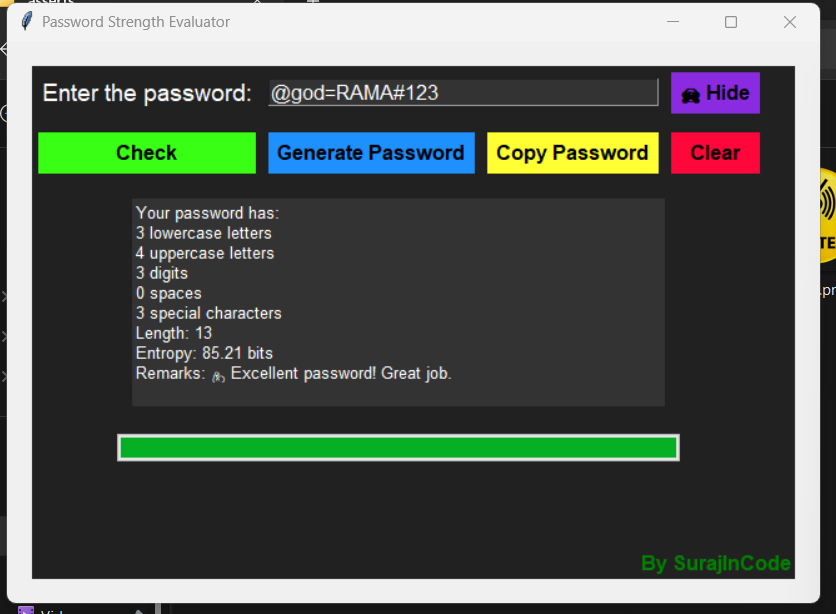 Password Strength Evaluator
Enter the password: @god=RAMA#123 Hide
Check Generate Password Copy Password Clear
Your password has:
3 lowercase letters
4 uppercase letters
3 digits
0 spaces
3 special characters
Length: 13
Entropy: 85.21 bits
Remarks: Excellent password! Great job.
By SurajInCode